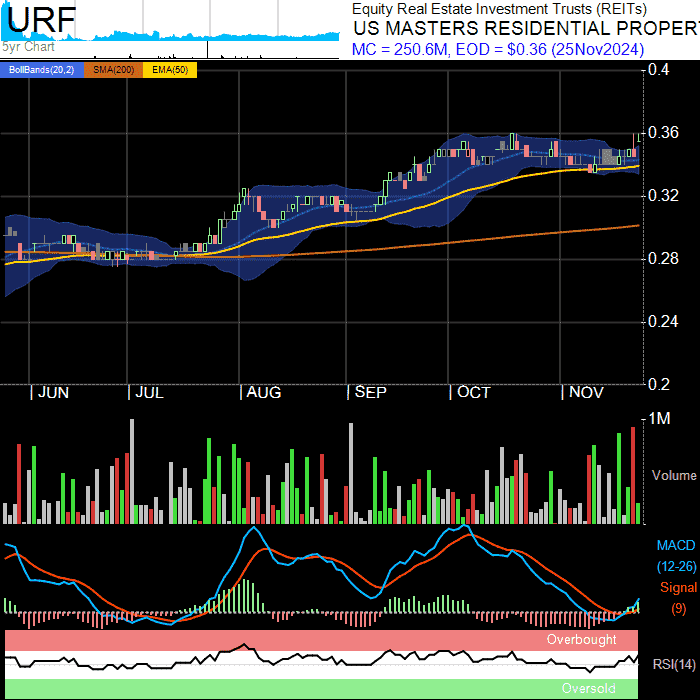 URF
5yr Chart
Equity Real Estate Investment Trusts (REITs)
US MASTERS RESIDENTIAL PROPER
MC = 250.6M, EOD = $0.36 (25Nov2024)
BollBands(20,2) SMA(200) EMA(50)
0.4
0.36
0.32
0.28
0.24
0.2
JUN JUL AUG SEP OCT NOV
1M
Volume
MACD
(12-26)
Signal
(9)
Overbought
RSI(14)
Oversold